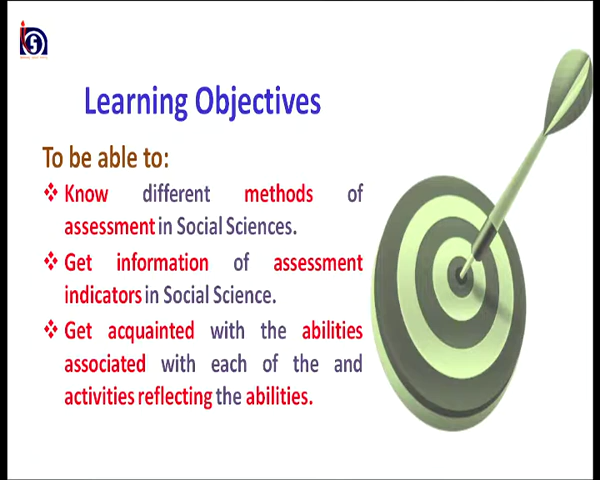 Learning Objectives
To be able to:
❖ Know different methods of
assessment in Social Sciences.
❖ Get information of assessment
indicators in Social Science.
❖ Get acquainted with the abilities
associated with each of the and
activities reflecting the abilities.